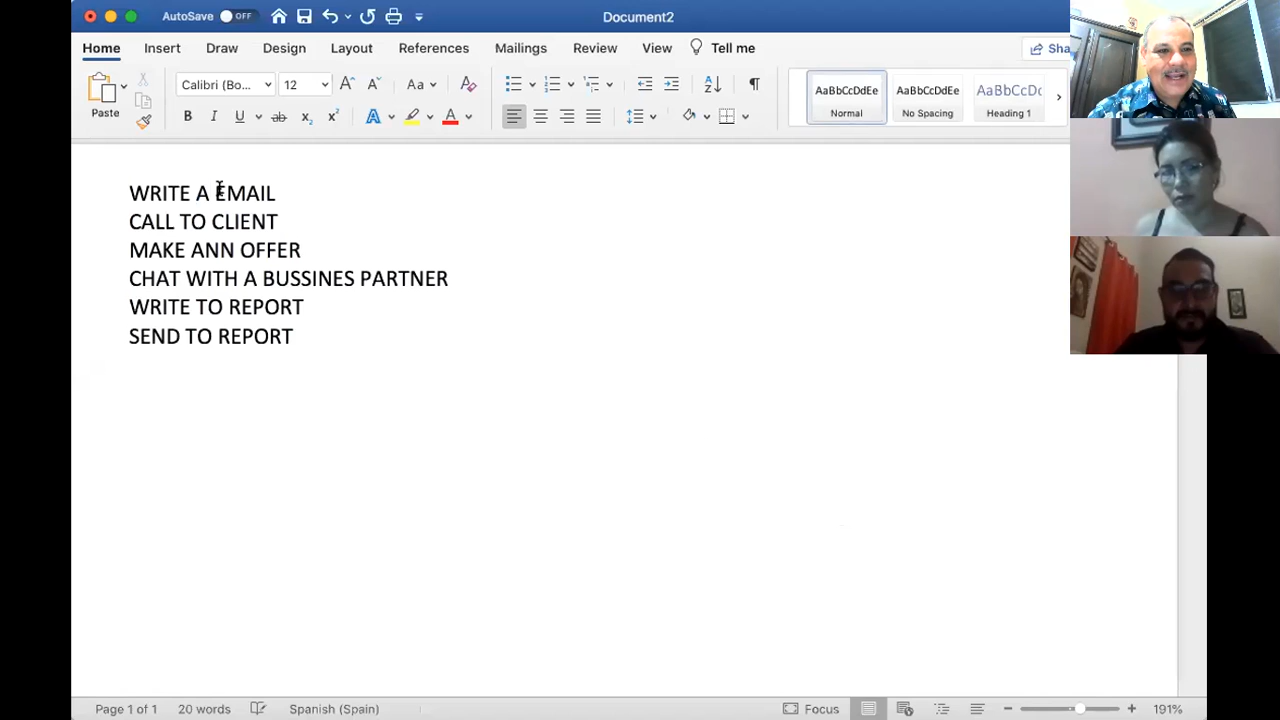 AutoSave OFF
Document2
Home Insert Draw Design Layout References Mailings Review View Tell me Sha
Paste
Calibri (Bo... 12
AaBbCcDdEe AaBbCcDdEe AaBbCcDc
Normal No Spacing Heading 1
WRITE A EMAIL
CALL TO CLIENT
MAKE ANN OFFER
CHAT WITH A BUSSINES PARTNER
WRITE TO REPORT
SEND TO REPORT
Page 1 of 1 20 words Spanish (Spain) Focus 191%